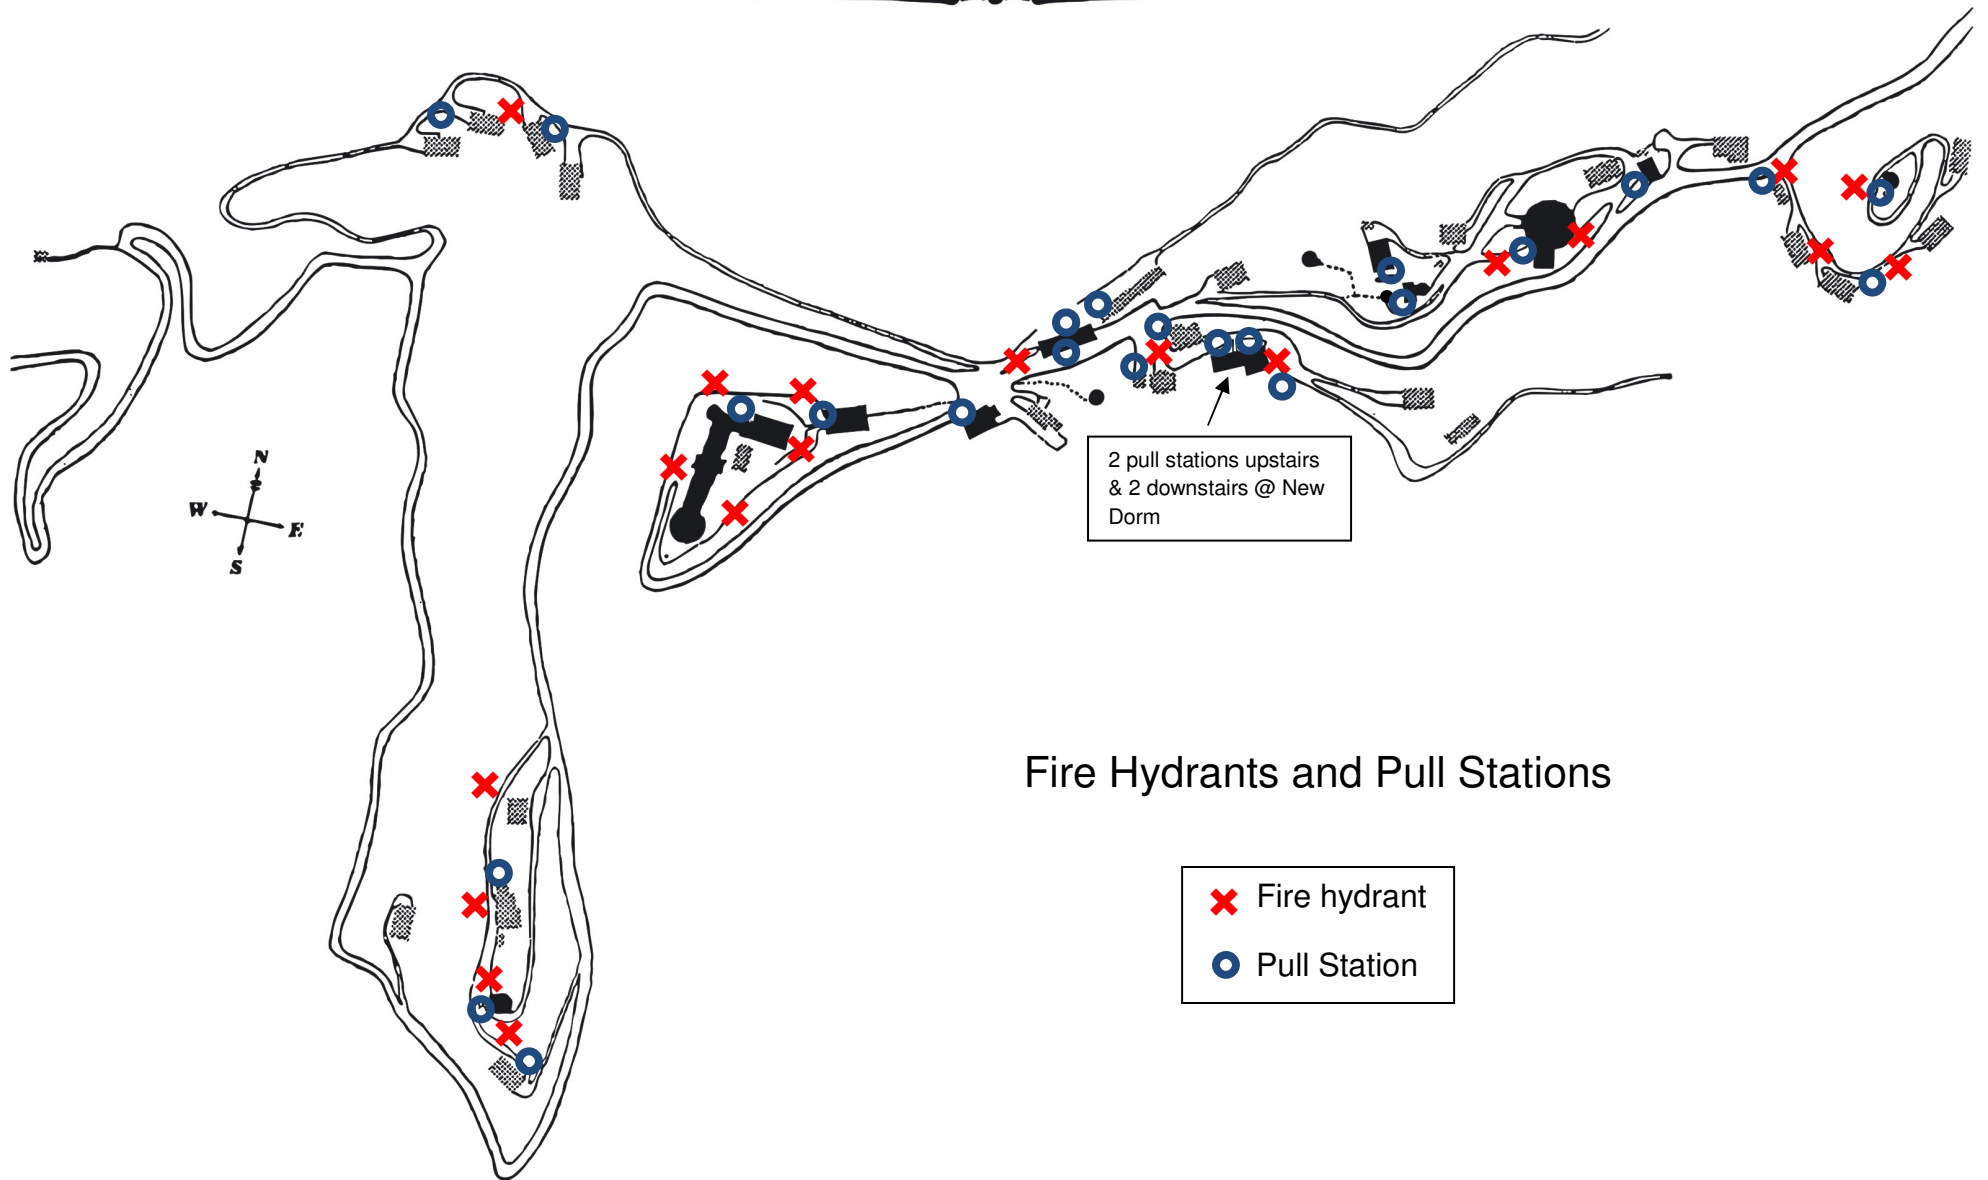 N
W
E
S
2 pull stations upstairs
& 2 downstairs @ New
Dorm
Fire Hydrants and Pull Stations
Fire hydrant
Pull Station